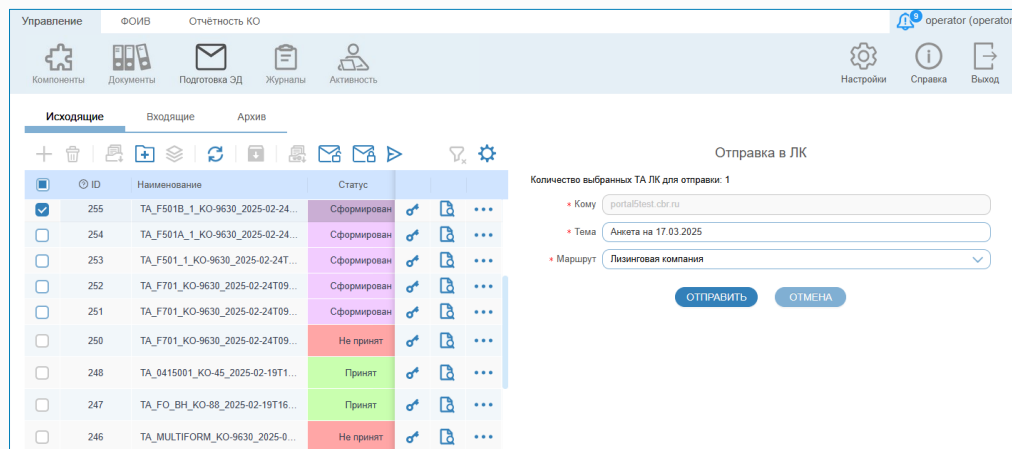 Управление ФОИВ Отчётность КО 9 operator (operator
Компоненты Документы Подготовка ЭД Журналы Активность Настройки Справка Выход
Исходящие Входящие Архив
Отправка в ЛК
ID Наименование Статус
Количество выбранных ТА ЛК для отправки: 1
255 TA_F501B_1_KO-9630_2025-02-24... Сформирован
* Кому portal5test.cbr.ru
254 TA_F501A_1_KO-9630_2025-02-24... Сформирован
* Тема Анкета на 17.03.2025
253 TA_F501_1_KO-9630_2025-02-24T... Сформирован
* Маршрут Лизинговая компания
252 TA_F701_KO-9630_2025-02-24T09... Сформирован
ОТПРАВИТЬ ОТМЕНА
251 TA_F701_KO-9630_2025-02-24T09... Сформирован
250 TA_F701_KO-9630_2025-02-24T09... Не принят
248 TA_0415001_KO-45_2025-02-19T1... Принят
247 TA_FO_BH_KO-88_2025-02-19T16... Принят
246 TA_MULTIFORM_KO-9630_2025-0... Не принят